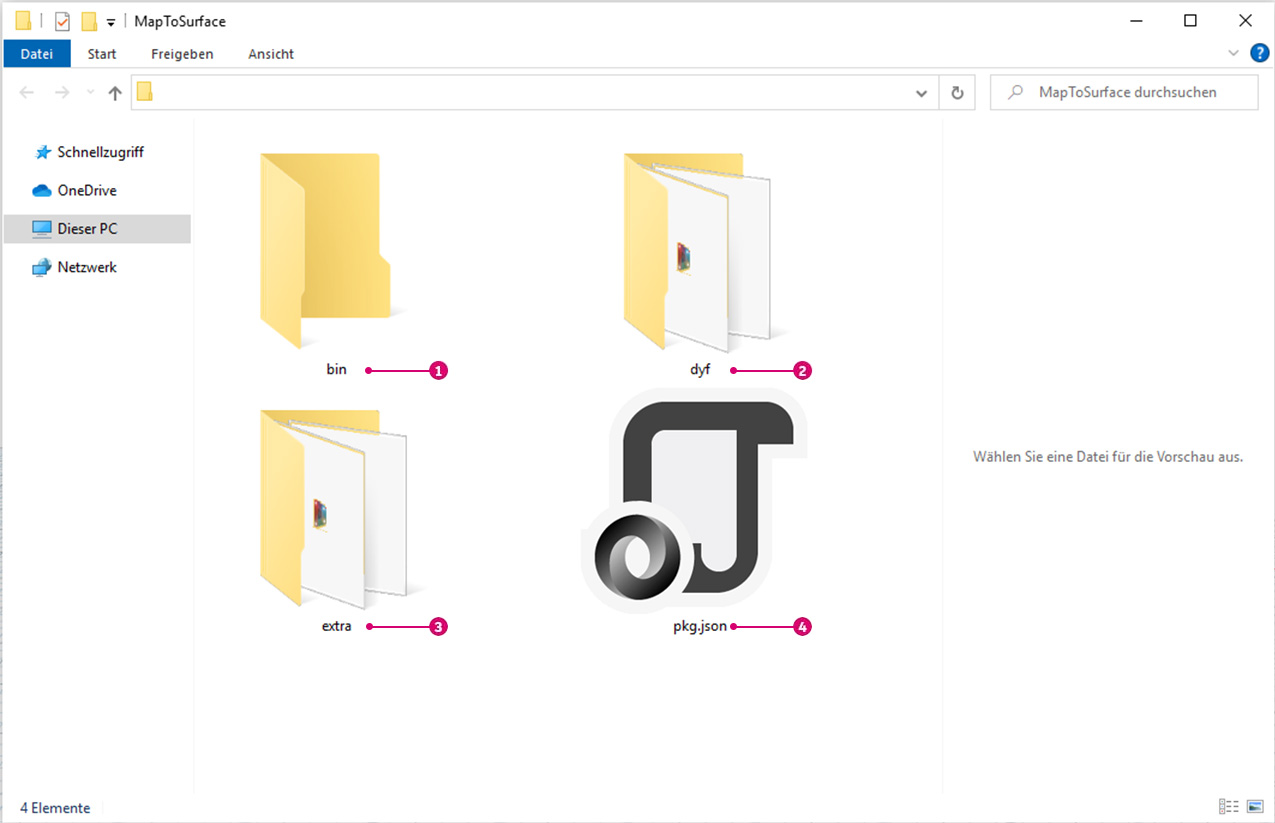 MapToSurface
Datei Start Freigeben Ansicht ?
MapToSurface durchsuchen
Schnellzugriff
OneDrive
Dieser PC
Netzwerk
bin 1
dyf 2
extra 3
pkg.json 4
Wählen Sie eine Datei für die Vorschau aus.
4 Elemente